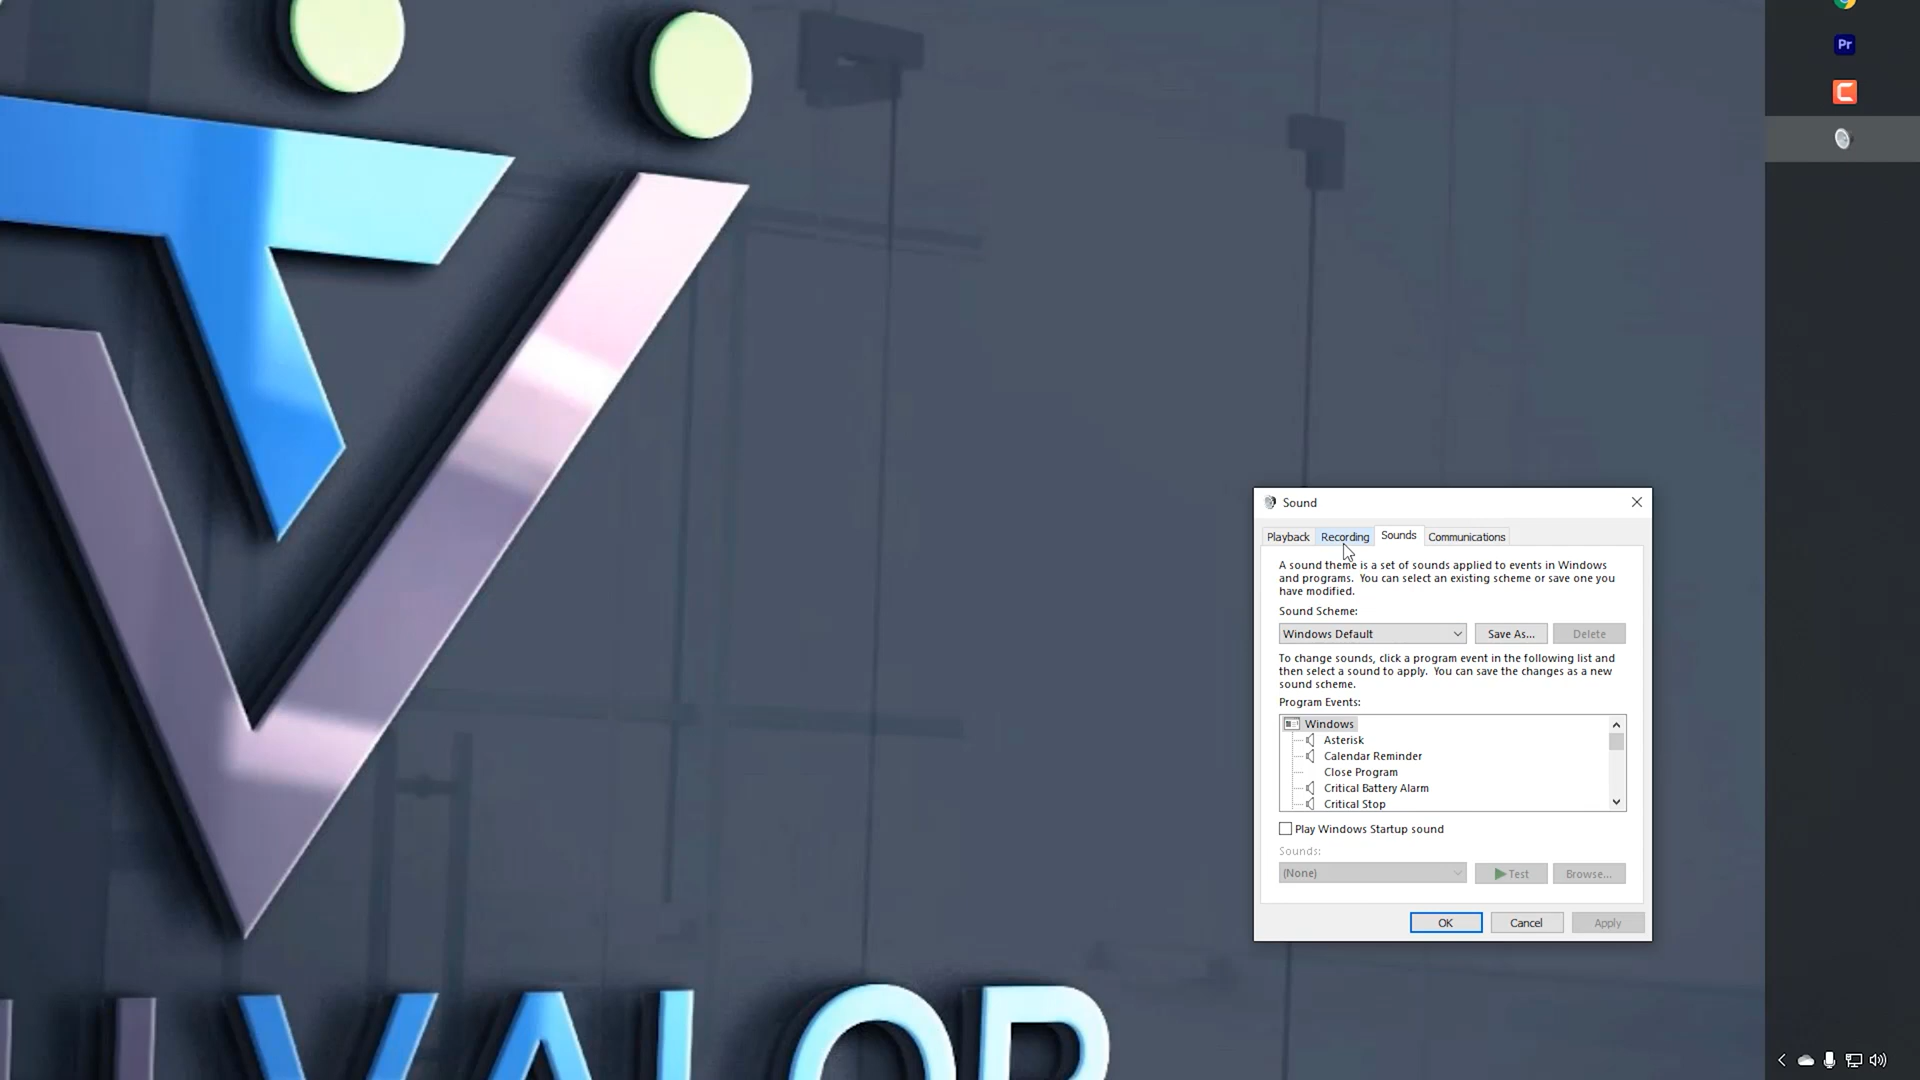 Pr
Sound
Playback Recording Sounds Communications
A sound theme is a set of sounds applied to events in Windows
and programs. You can select an existing scheme or save one you
have modified.
Sound Scheme:
Windows Default Save As... Delete
To change sounds, click a program event in the following list and
then select a sound to apply. You can save the changes as a new
sound scheme.
Program Events:
Windows
Asterisk
Calendar Reminder
Close Program
Critical Battery Alarm
Critical Stop
Play Windows Startup sound
Sounds:
(None) Test Browse...
OK Cancel Apply
VALOR